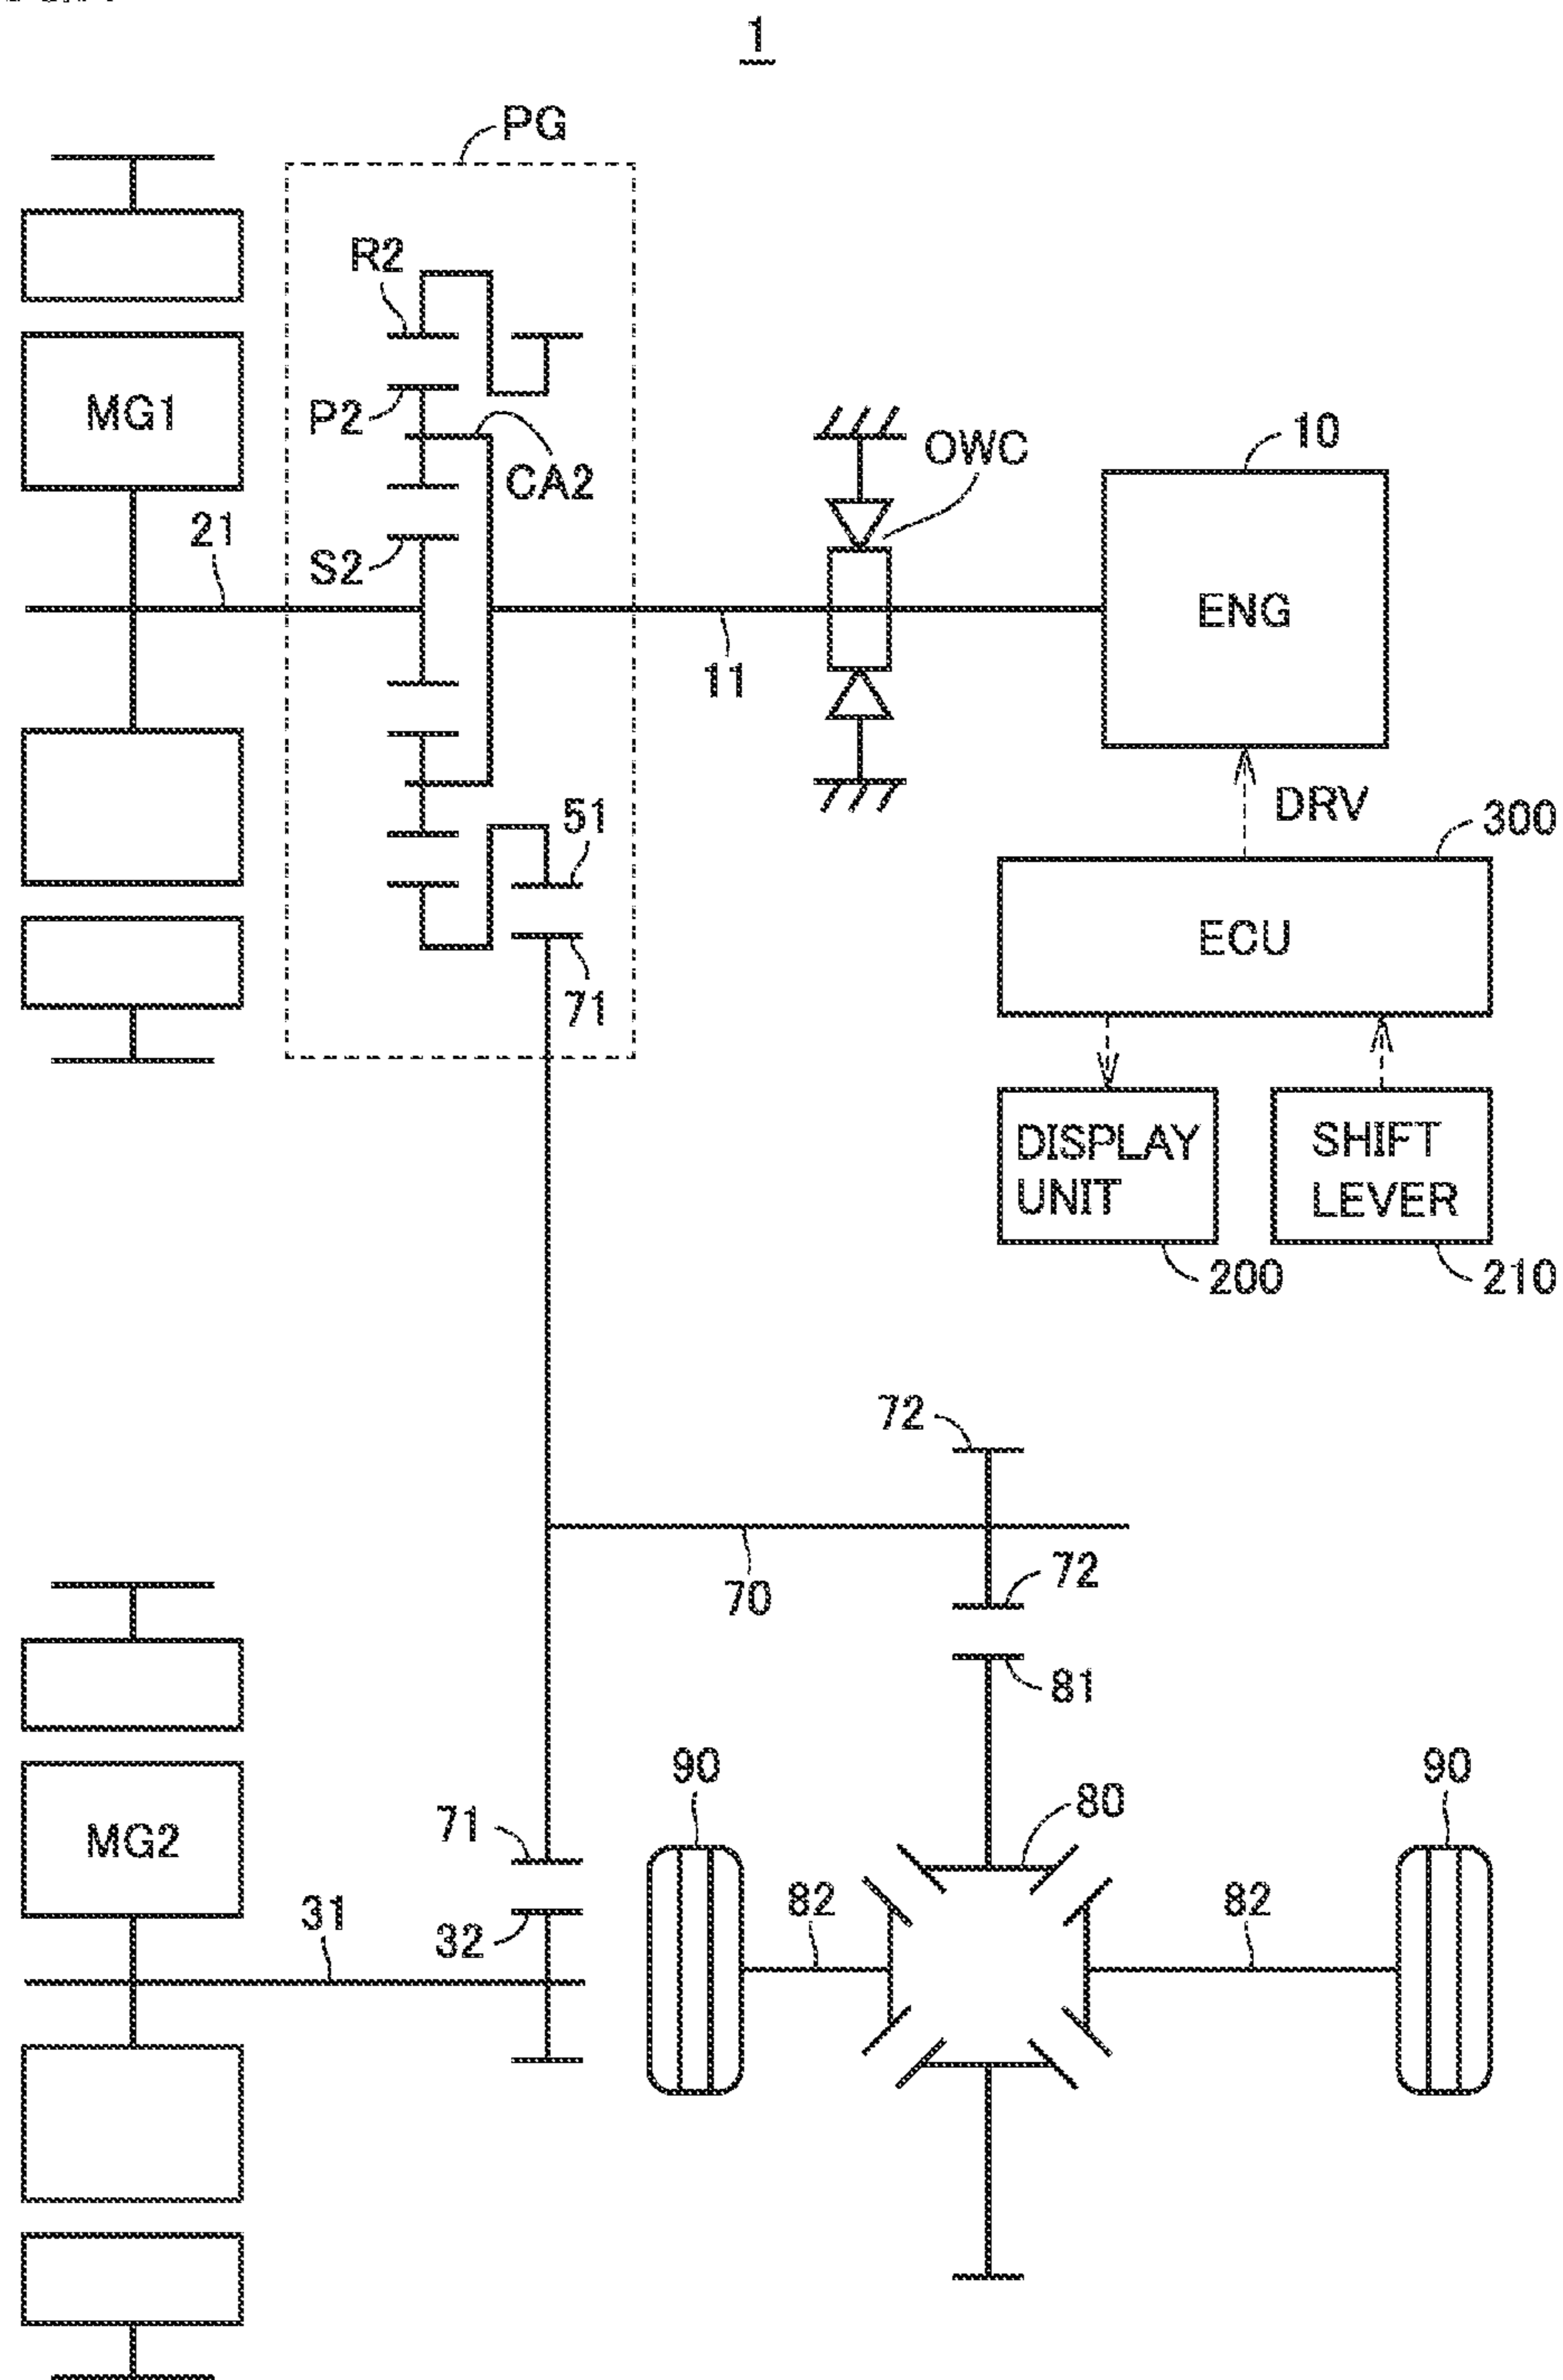 1
PG
R2
MG1
P2
OWC
10
CA2
21
S2
ENG
11
51
DRV
300
ECU
71
DISPLAY
UNIT
SHIFT
LEVER
200
210
72
70
72
81
90
90
80
MG2
71
82
82
31
32